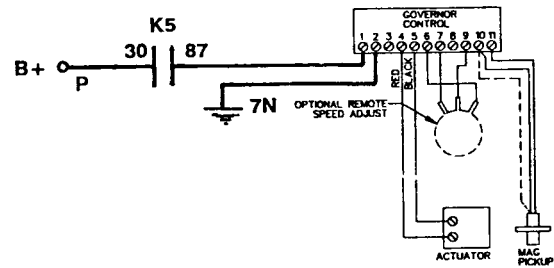 GOVERNOR
CONTROL
K5
1 2 3 4 5 6 7 8 9 10 11
30
87
B+
P
7N
RED
BLACK
OPTIONAL REMOTE
SPEED ADJUST
ACTUATOR
MAG
PICKUP